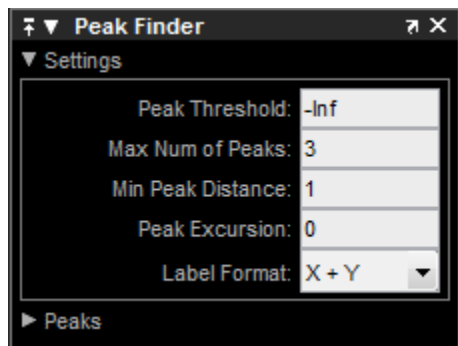 Peak Finder
Settings
Peak Threshold: -Inf
Max Num of Peaks: 3
Min Peak Distance: 1
Peak Excursion: 0
Label Format: X + Y
Peaks